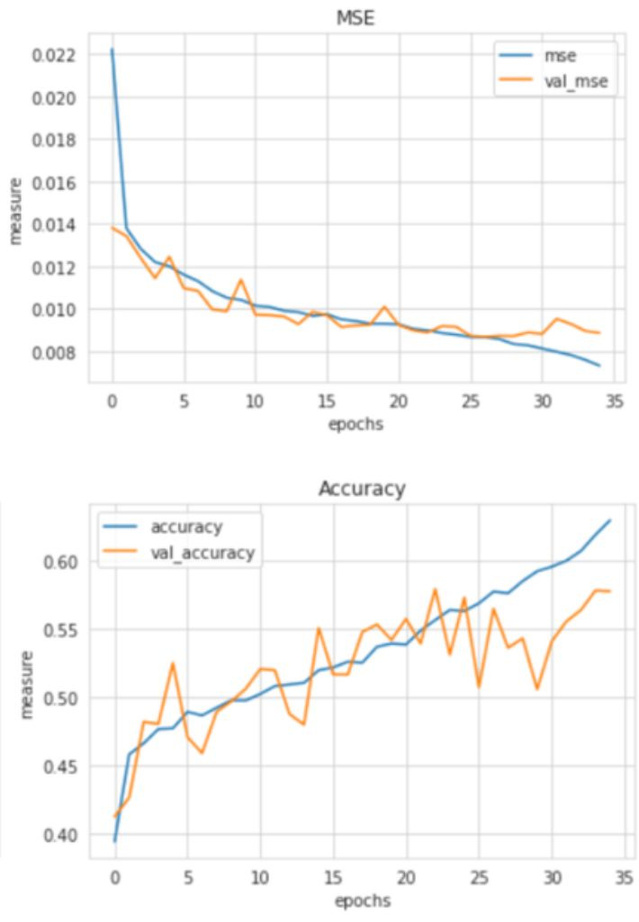 MSE
mse
val_mse
0.022
0.020
0.018
0.016
0.014
0.012
0.010
0.008
measure
0 5 10 15 20 25 30 35
epochs
Accuracy
accuracy
val_accuracy
0.60
0.55
0.50
0.45
0.40
measure
0 5 10 15 20 25 30 35
epochs